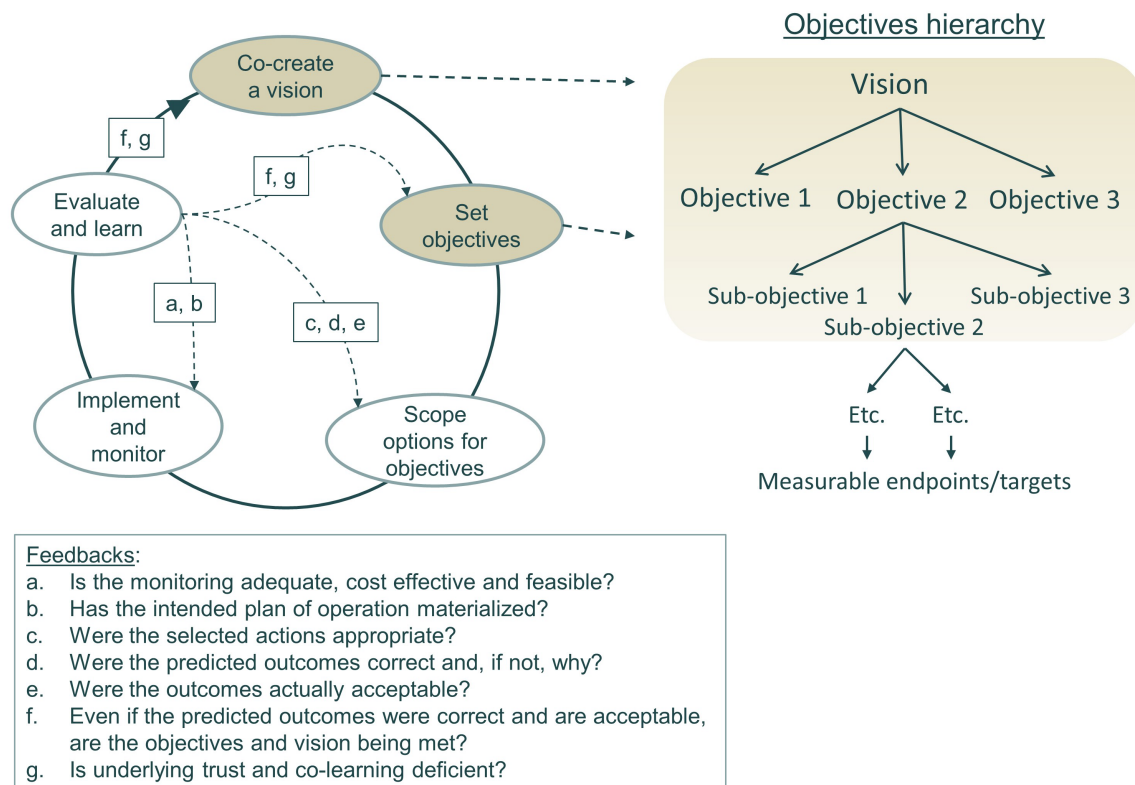 Objectives hierarchy
Co-create
a vision
Vision
f, g
f, g
Evaluate
and learn
Set
objectives
Objective 1 Objective 2 Objective 3
a, b
c, d, e
Sub-objective 1
Sub-objective 3
Sub-objective 2
Implement
and
monitor
Scope
options for
objectives
Etc. Etc.
Measurable endpoints/targets
Feedbacks:
a. Is the monitoring adequate, cost effective and feasible?
b. Has the intended plan of operation materialized?
c. Were the selected actions appropriate?
d. Were the predicted outcomes correct and, if not, why?
e. Were the outcomes actually acceptable?
f. Even if the predicted outcomes were correct and are acceptable,
are the objectives and vision being met?
g. Is underlying trust and co-learning deficient?